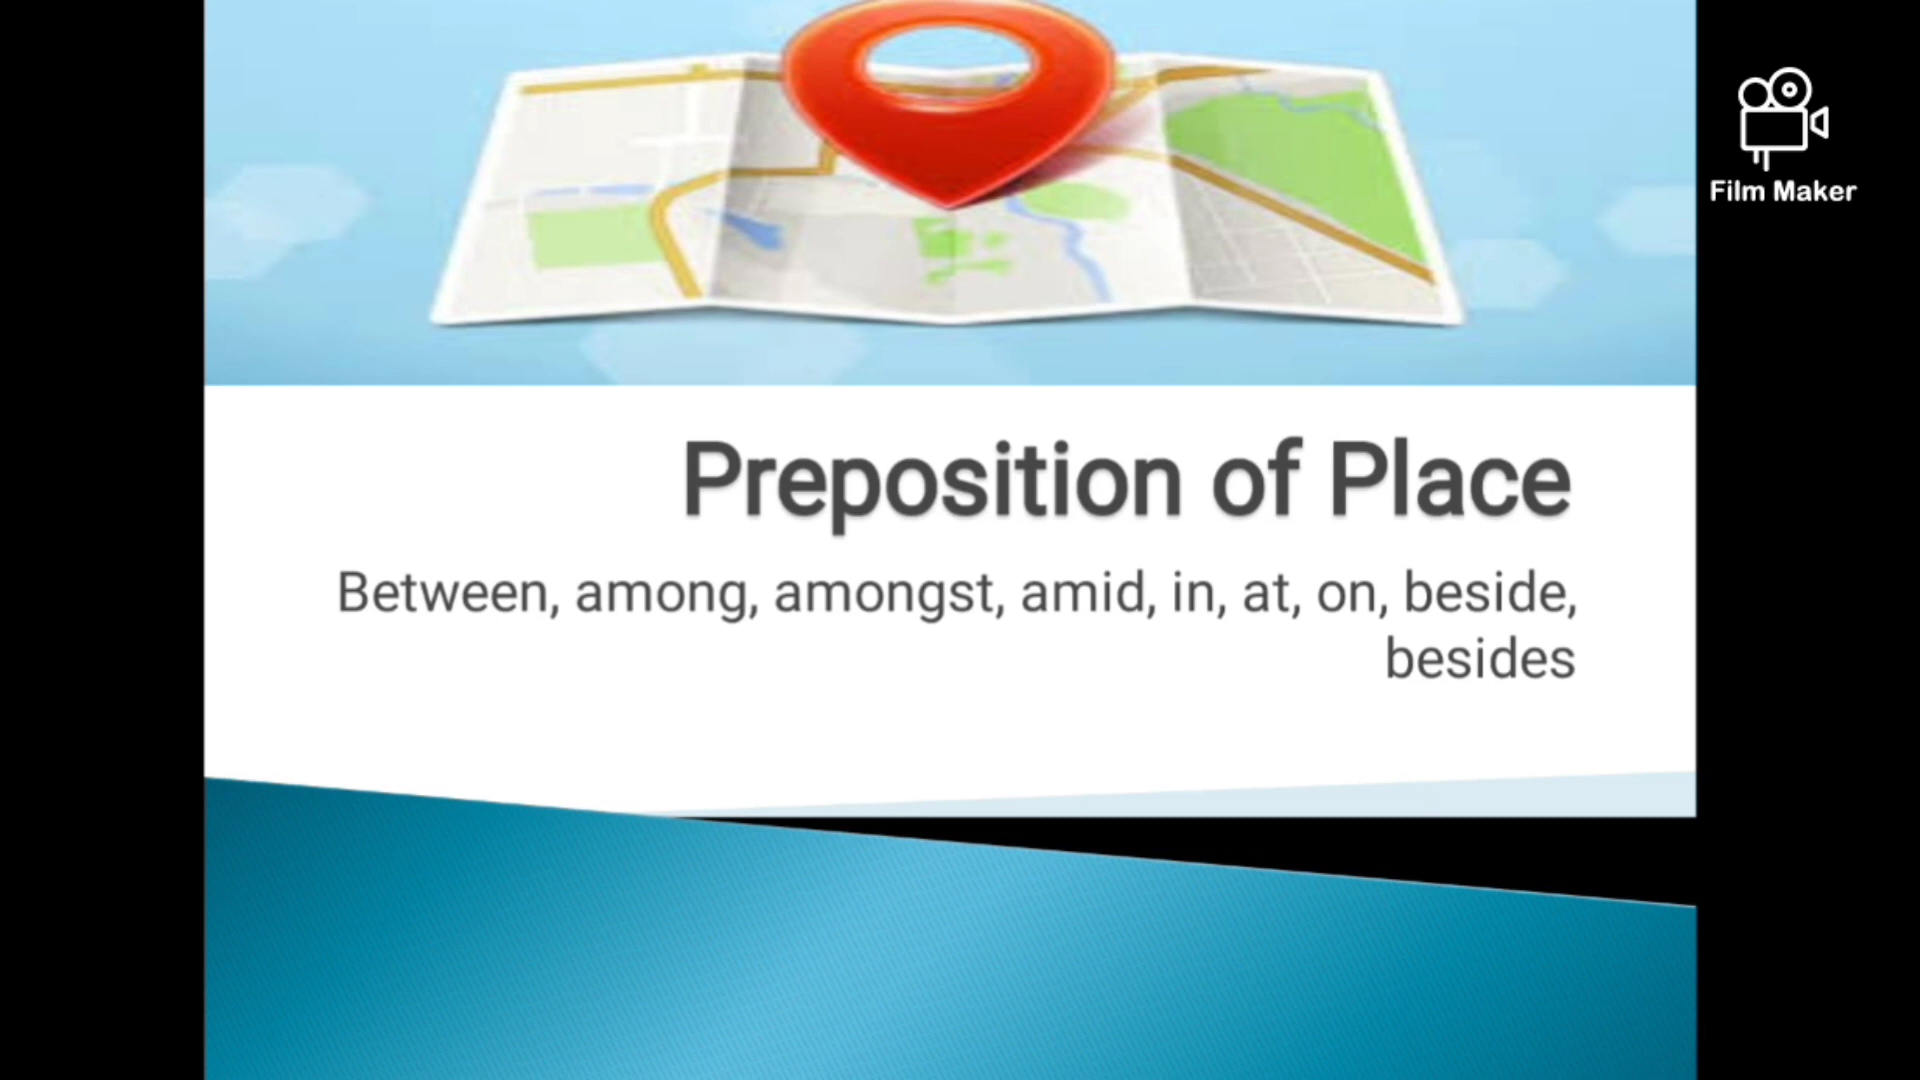 Film Maker
Preposition of Place
Between, among, amongst, amid, in, at, on, beside,
besides